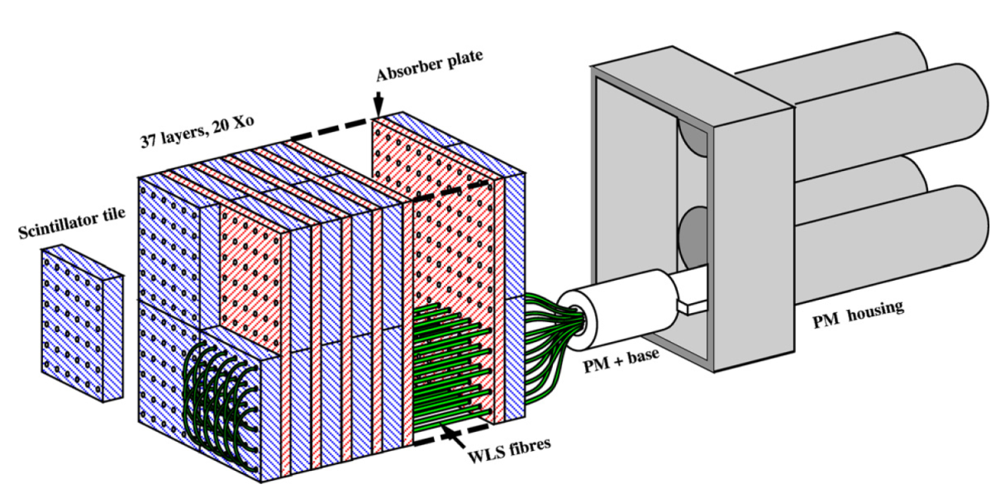 Absorber plate
37 layers, 20 Xo
Scintillator tile
PM housing
PM + base
WLS fibres